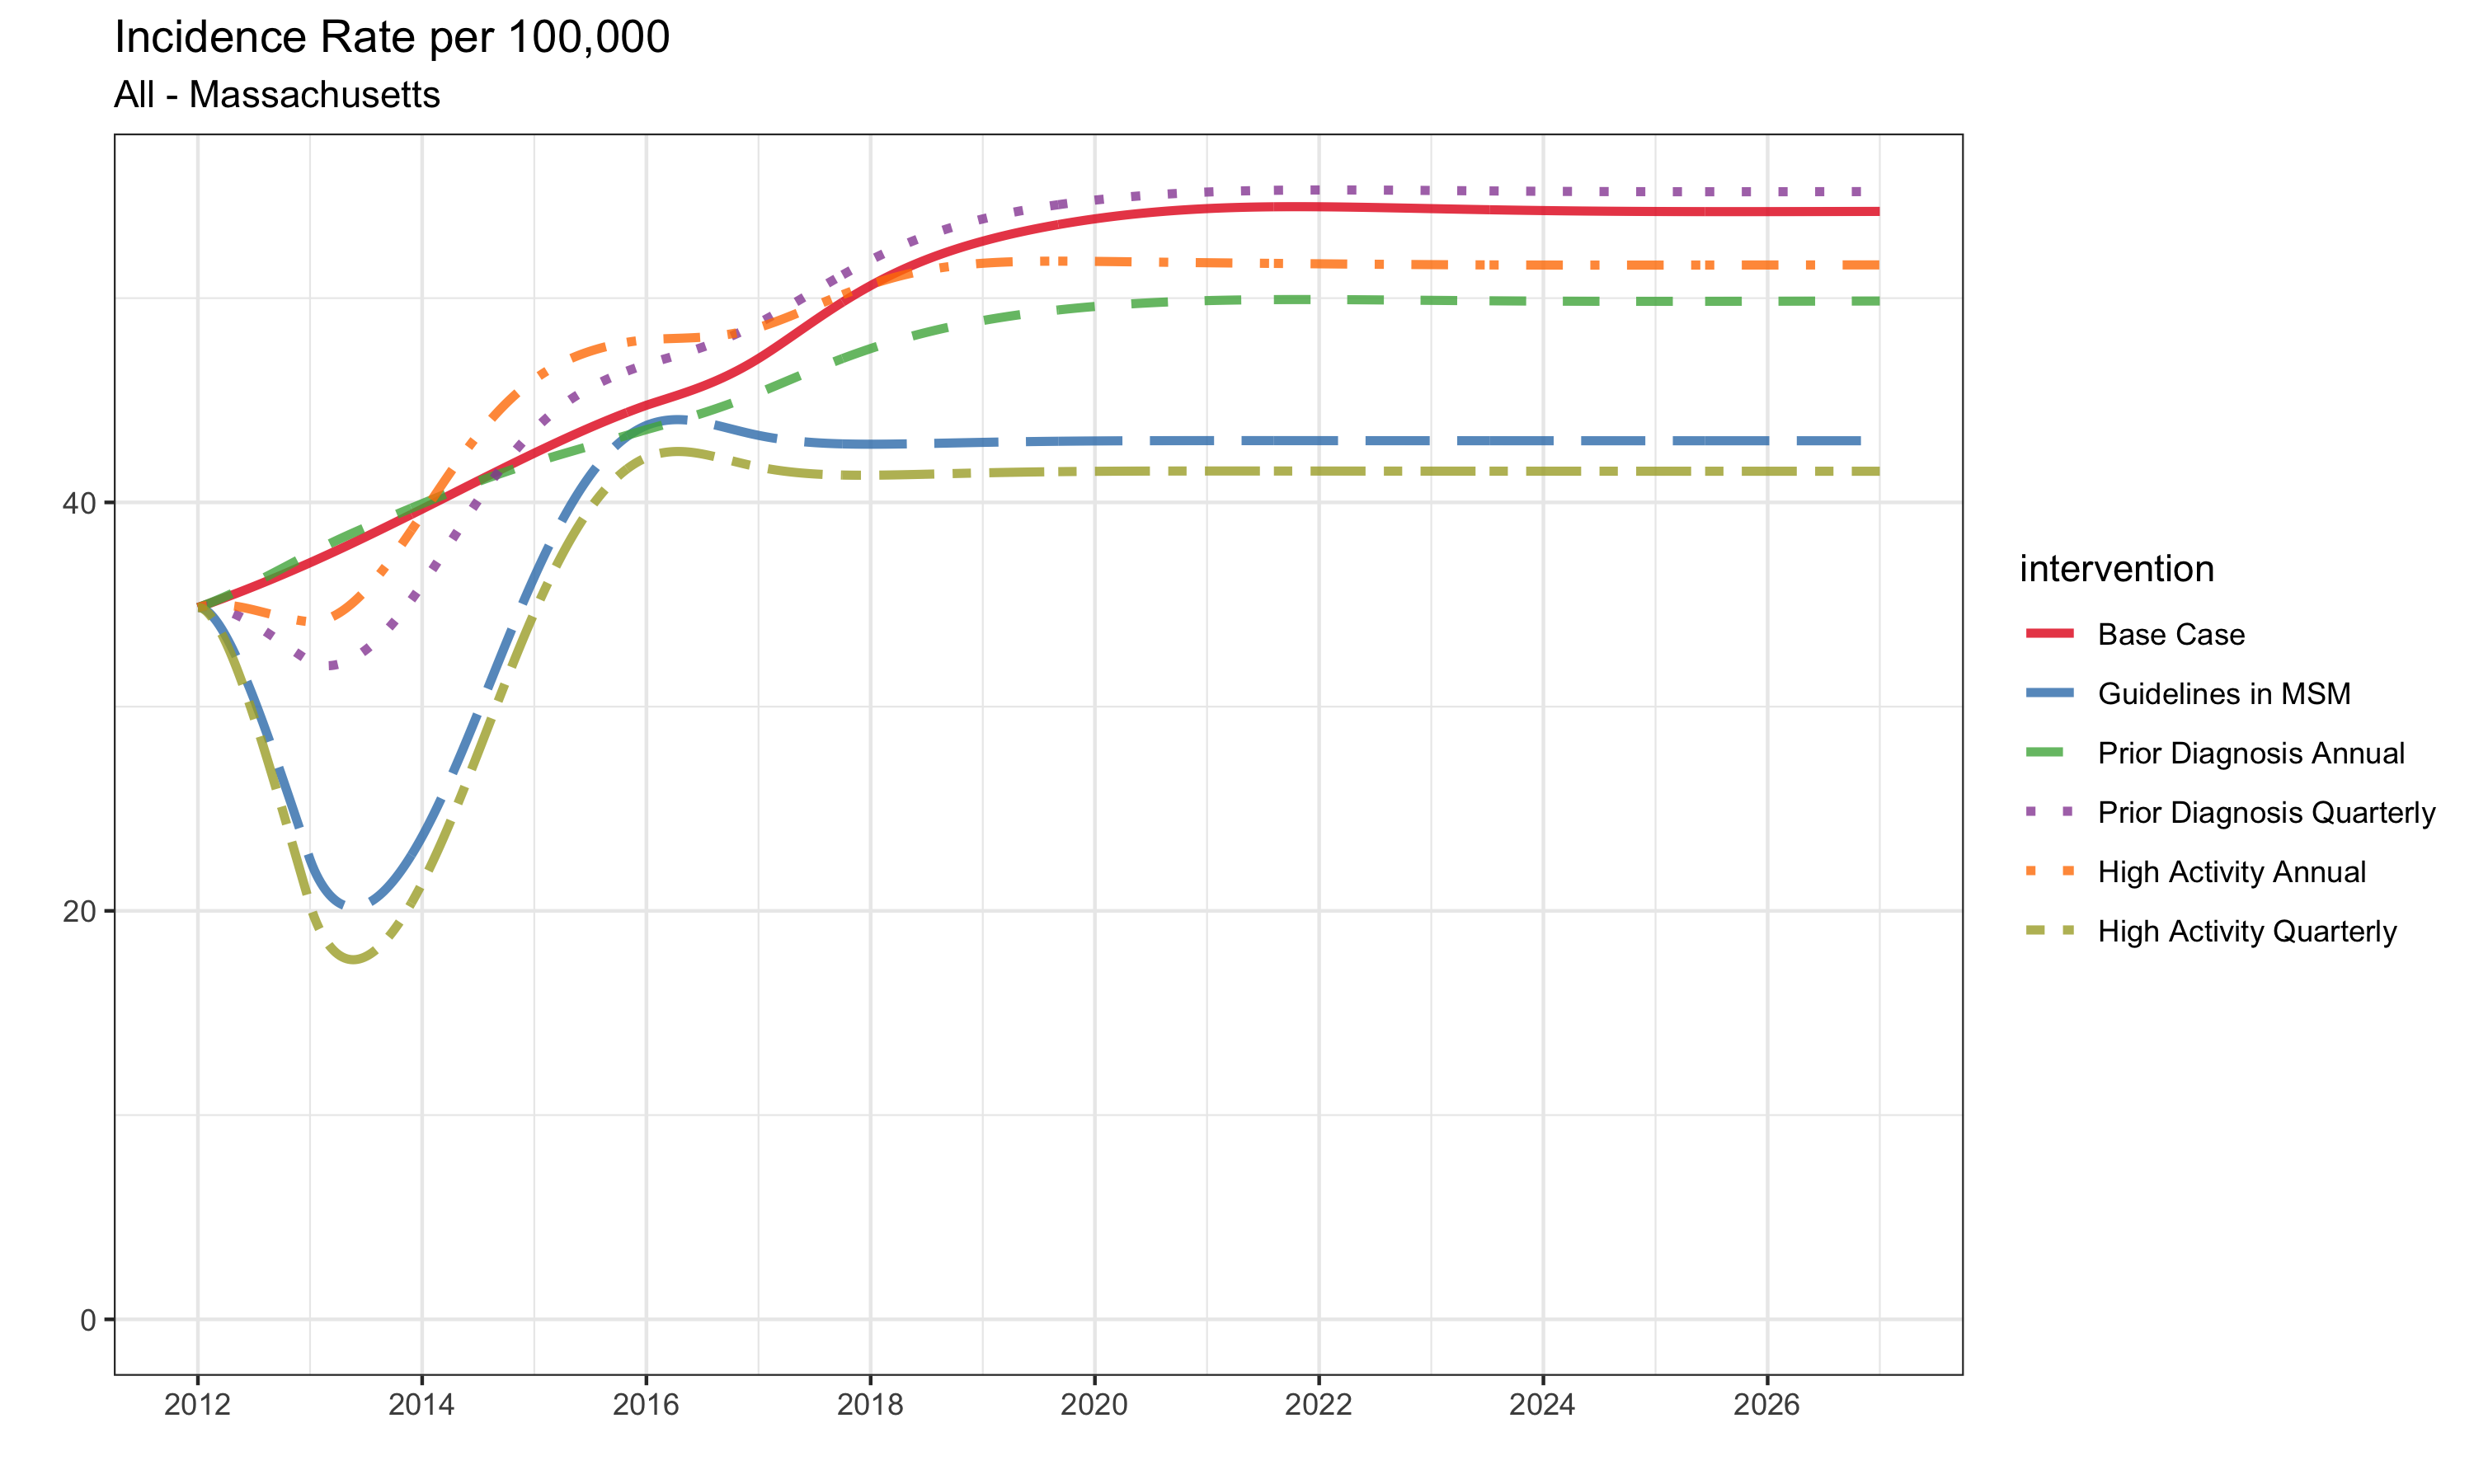 Incidence Rate per 100,000
All - Massachusetts
40
20
0
2012 2014 2016 2018 2020 2022 2024 2026
intervention
Base Case
Guidelines in MSM
Prior Diagnosis Annual
Prior Diagnosis Quarterly
High Activity Annual
High Activity Quarterly